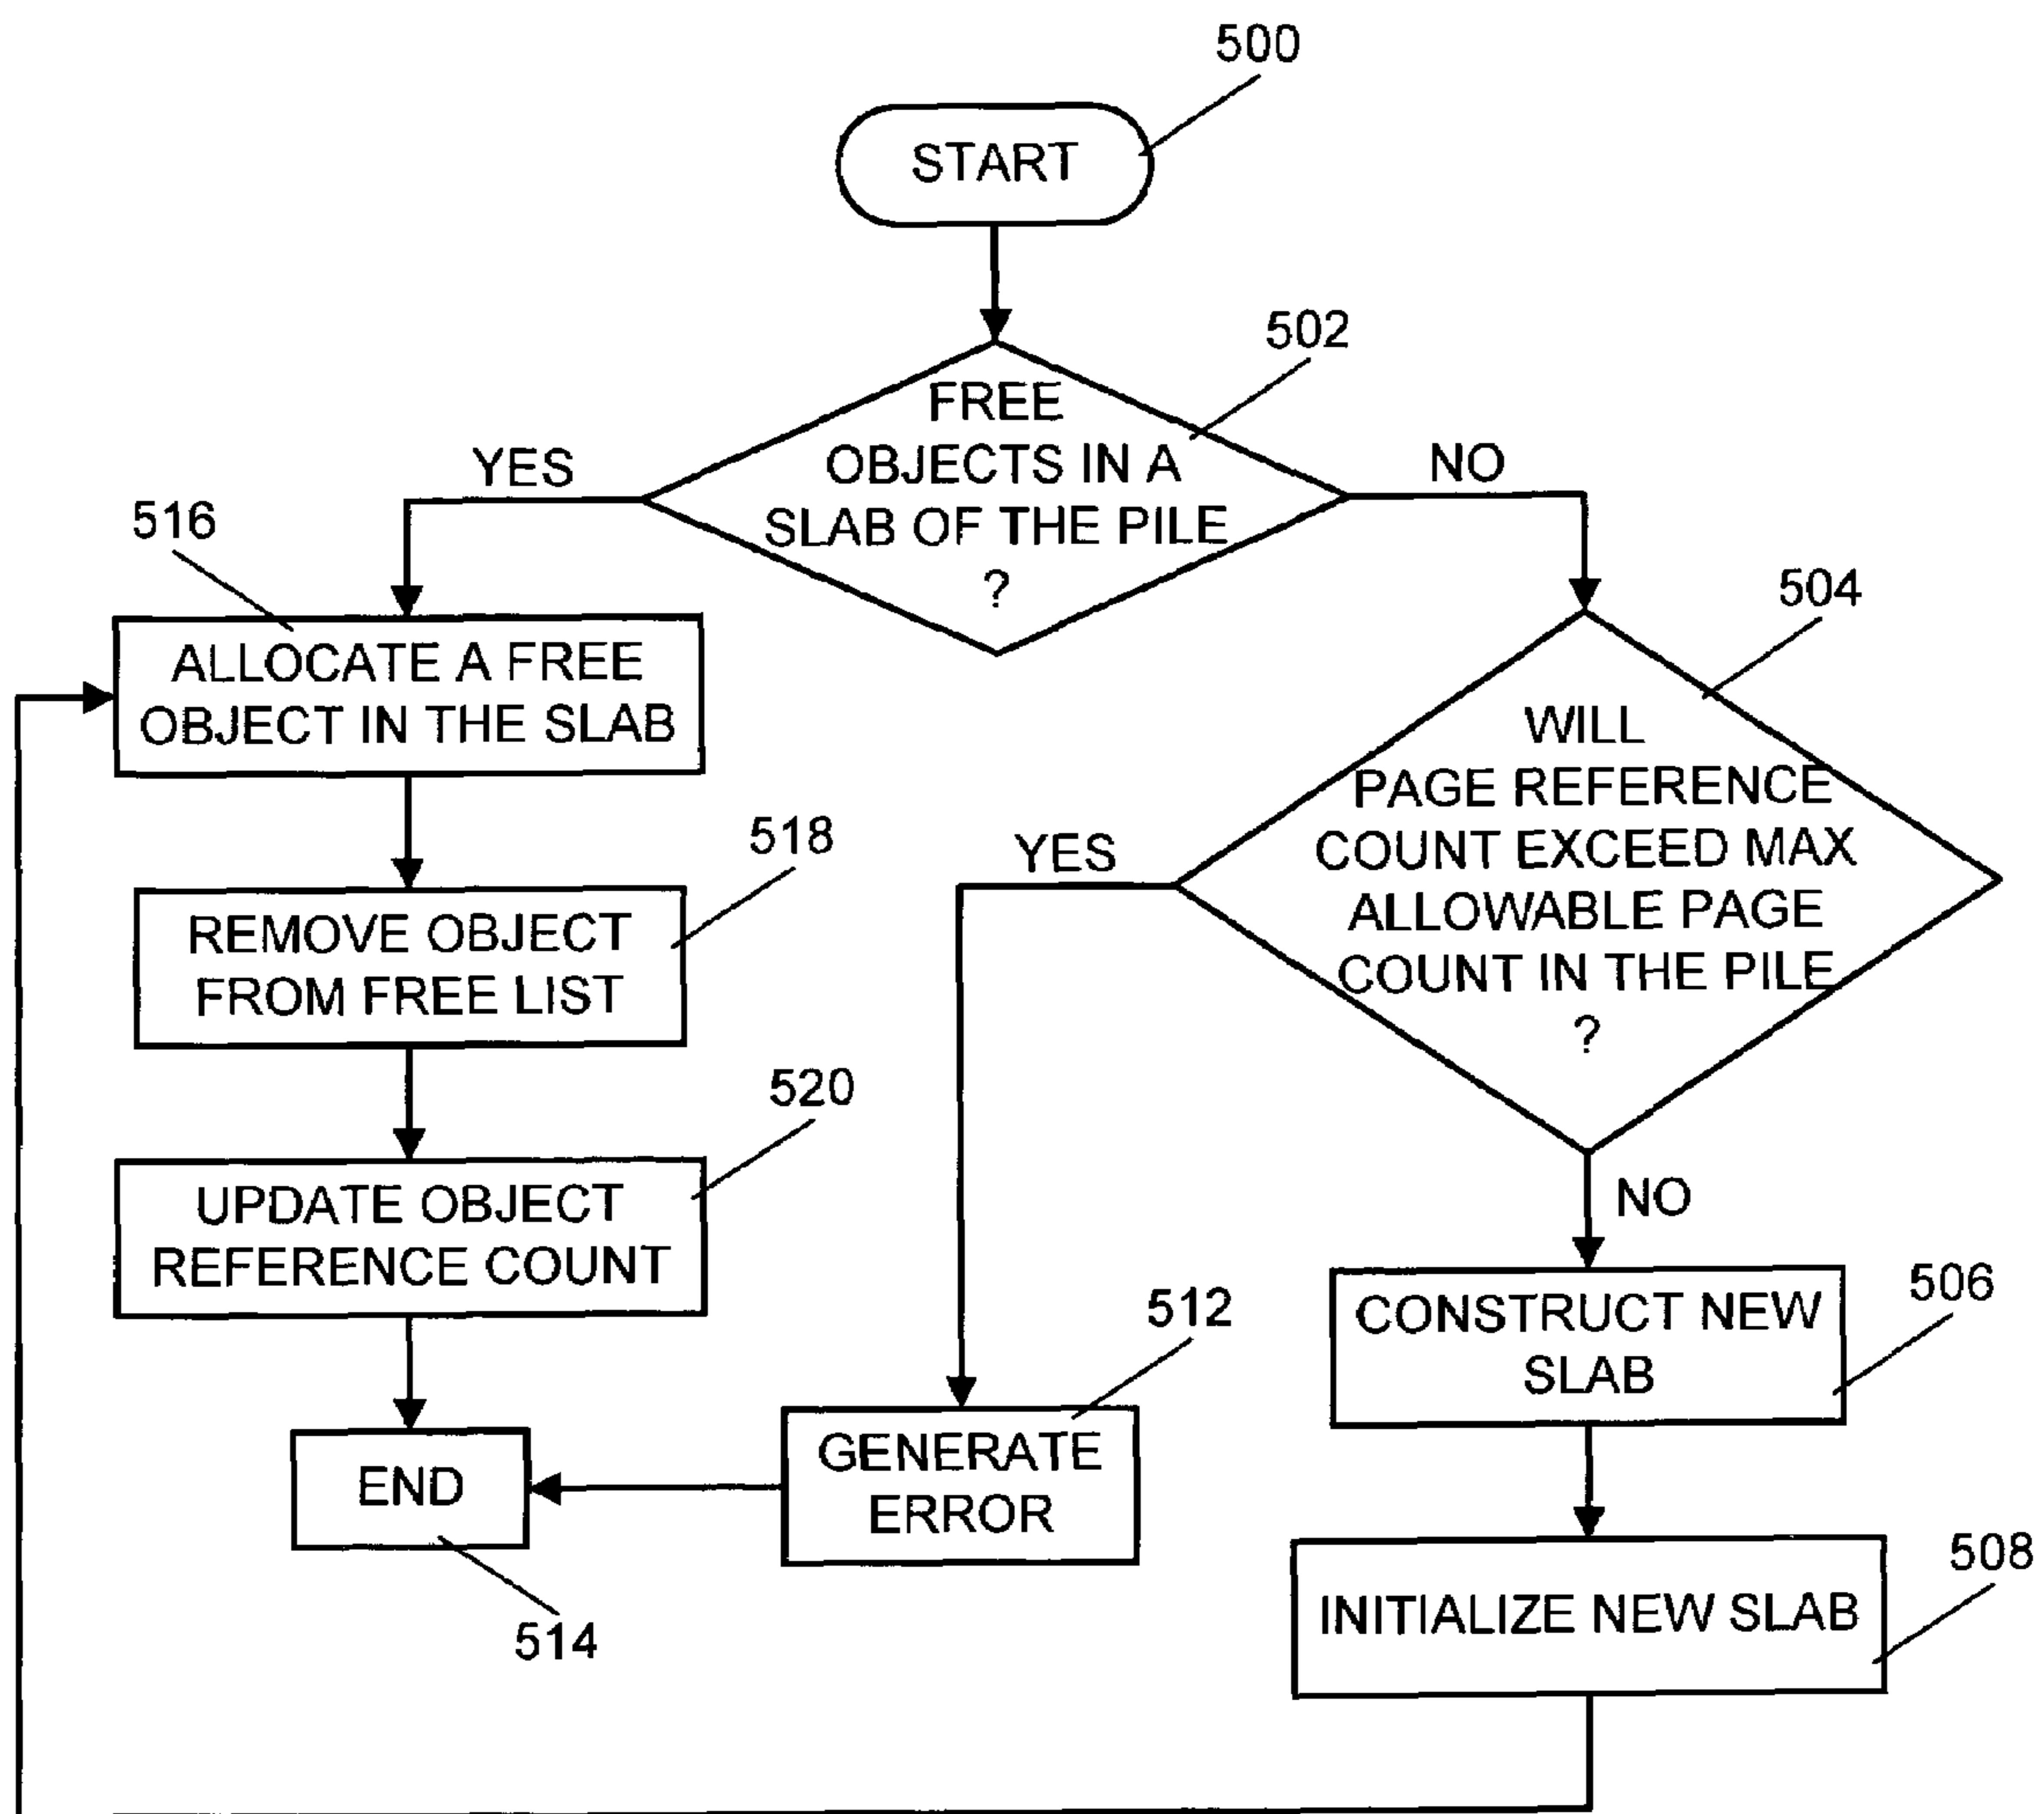 500
START
502
FREE
OBJECTS IN A
SLAB OF THE PILE
?
YES
NO
516
504
ALLOCATE A FREE
OBJECT IN THE SLAB
WILL
PAGE REFERENCE
COUNT EXCEED MAX
ALLOWABLE PAGE
COUNT IN THE PILE
?
YES
518
REMOVE OBJECT
FROM FREE LIST
520
NO
UPDATE OBJECT
REFERENCE COUNT
512
506
CONSTRUCT NEW
SLAB
END
GENERATE
ERROR
514
508
INITIALIZE NEW SLAB